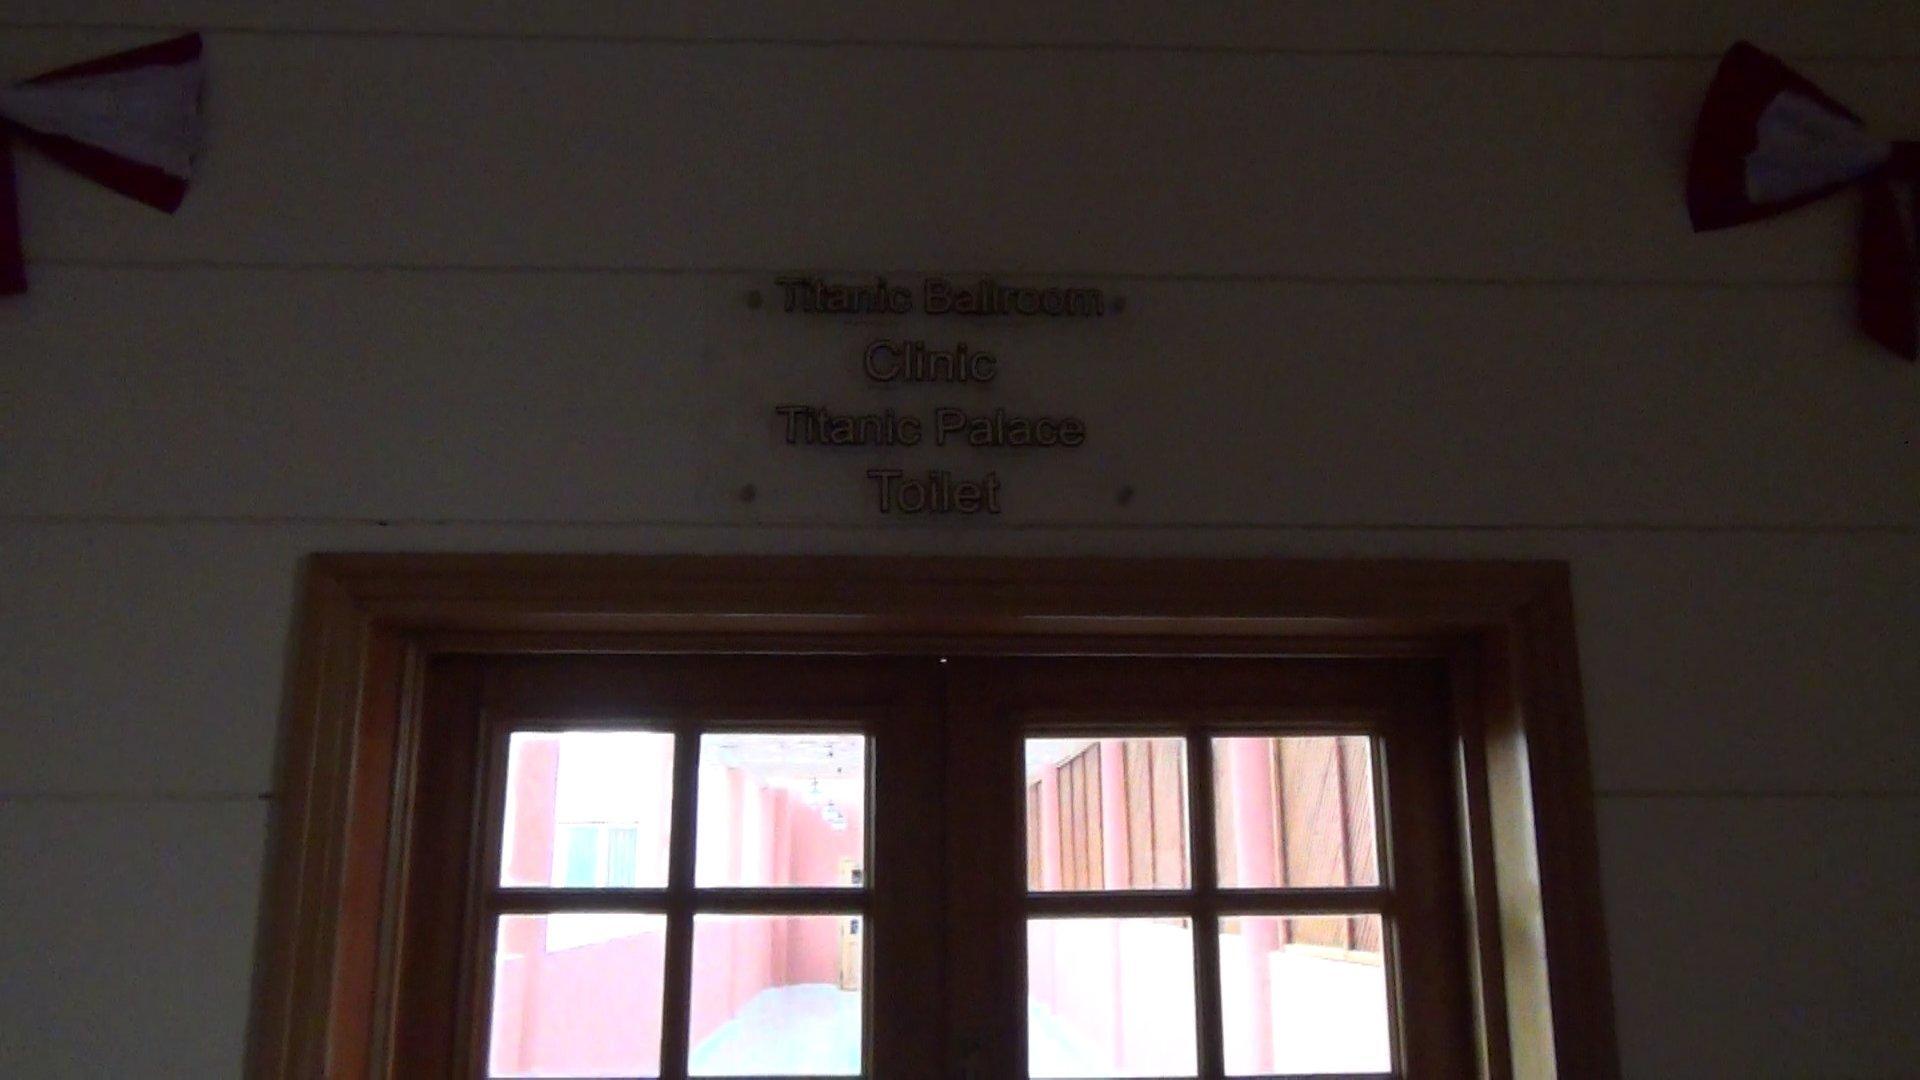 Titanic Ballroom
Clinic
Titanic Palace
Toilet